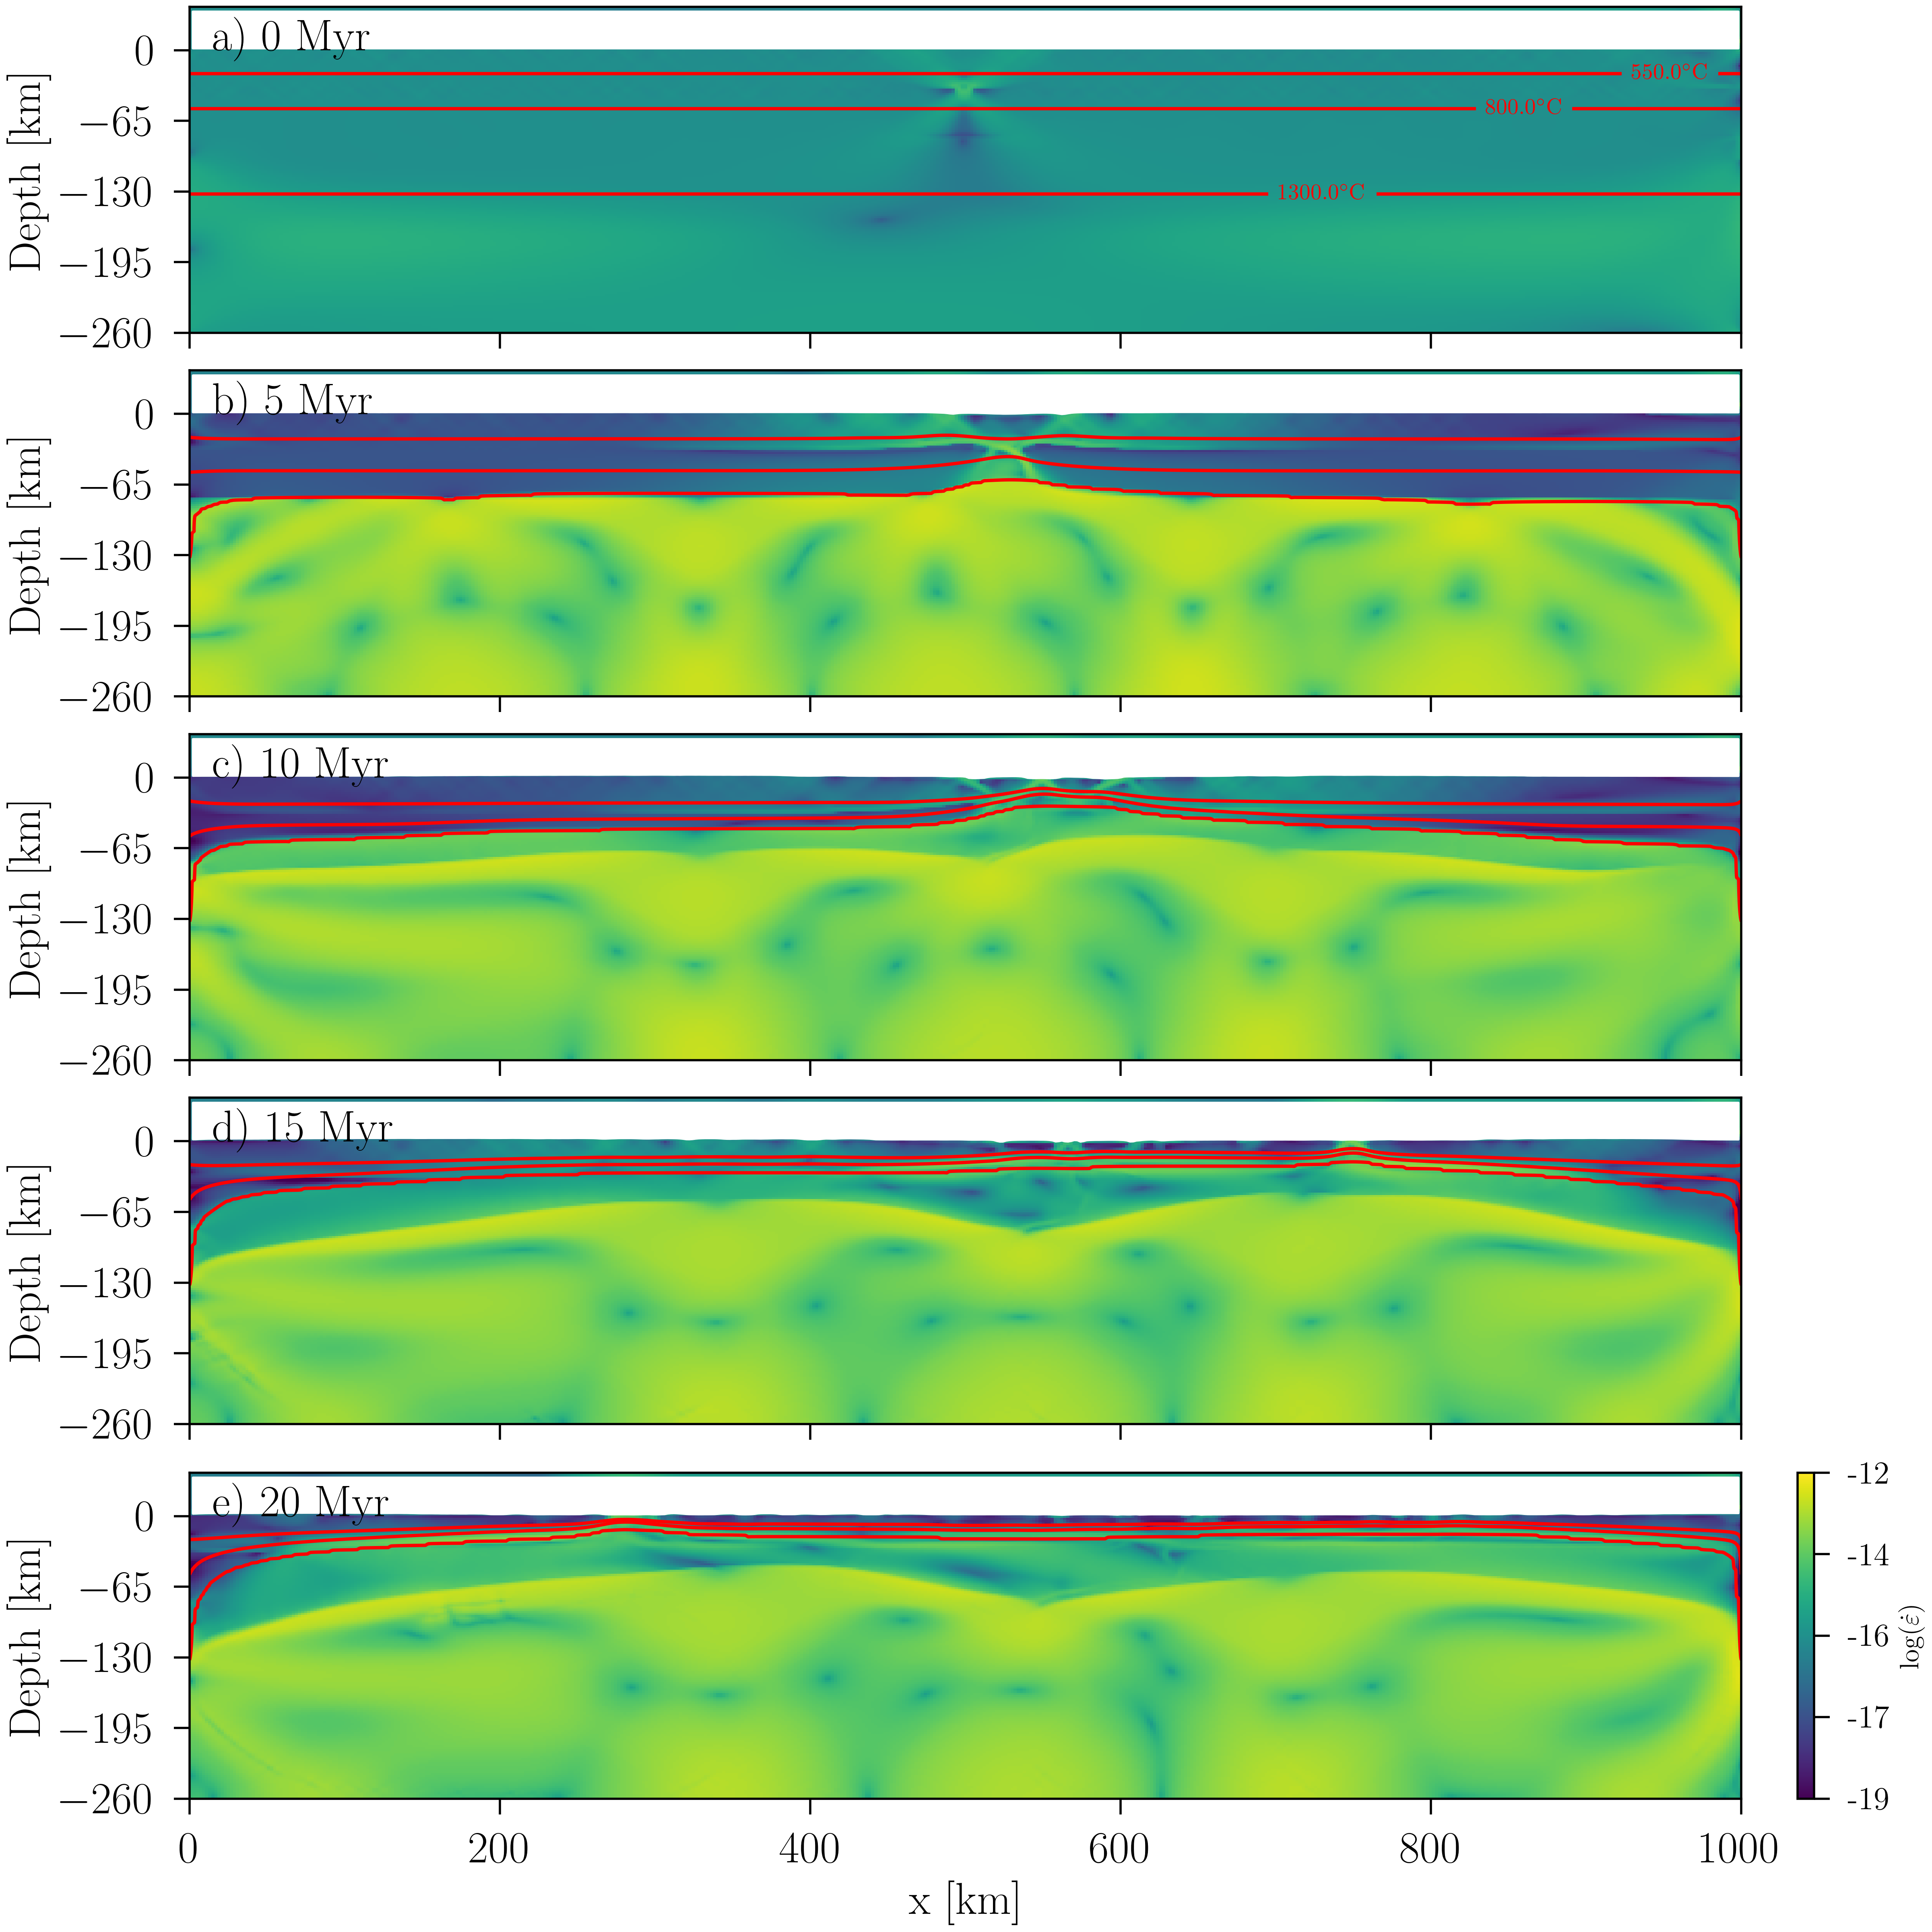 a) 0 Myr
0
−65
−130
−195
−260
Depth [km]
550.0°C
800.0°C
1300.0°C
b) 5 Myr
0
−65
−130
−195
−260
Depth [km]
c) 10 Myr
0
−65
−130
−195
−260
Depth [km]
d) 15 Myr
0
−65
−130
−195
−260
Depth [km]
e) 20 Myr
0
−65
−130
−195
−260
Depth [km]
0 200 400 600 800 1000
x [km]
-12
-14
-16
-17
-19
log(ε̇)